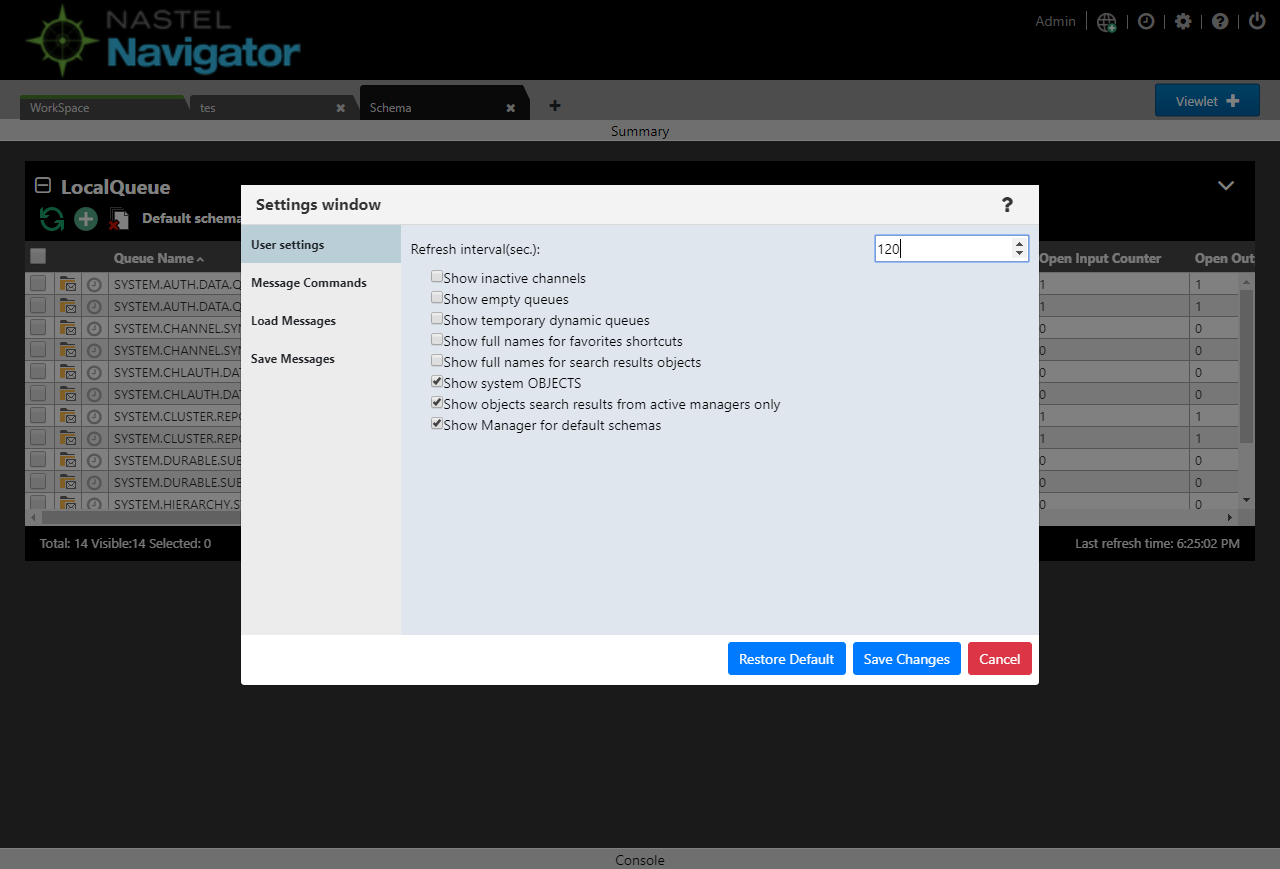 NASTEL
Navigator
Admin
WorkSpace
tes
Schema
Viewlet
Summary
LocalQueue
Default schema
Queue Name
Open Input Counter
Open Out
SYSTEM.AUTH.DATA.Q
1
1
SYSTEM.AUTH.DATA.Q
1
1
SYSTEM.CHANNEL.SYN
0
0
SYSTEM.CHANNEL.SYN
0
0
SYSTEM.CHLAUTH.DAT
0
0
SYSTEM.CHLAUTH.DAT
0
0
SYSTEM.CLUSTER.REPO
1
1
SYSTEM.CLUSTER.REPO
1
1
SYSTEM.DURABLE.SUB
0
0
SYSTEM.DURABLE.SUB
0
0
SYSTEM.HIERARCHY.S
0
0
Total: 14 Visible:14 Selected: 0
Last refresh time: 6:25:02 PM
Settings window
?
User settings
Message Commands
Load Messages
Save Messages
Refresh interval(sec.):
120
Show inactive channels
Show empty queues
Show temporary dynamic queues
Show full names for favorites shortcuts
Show full names for search results objects
Show system OBJECTS
Show objects search results from active managers only
Show Manager for default schemas
Restore Default
Save Changes
Cancel
Console